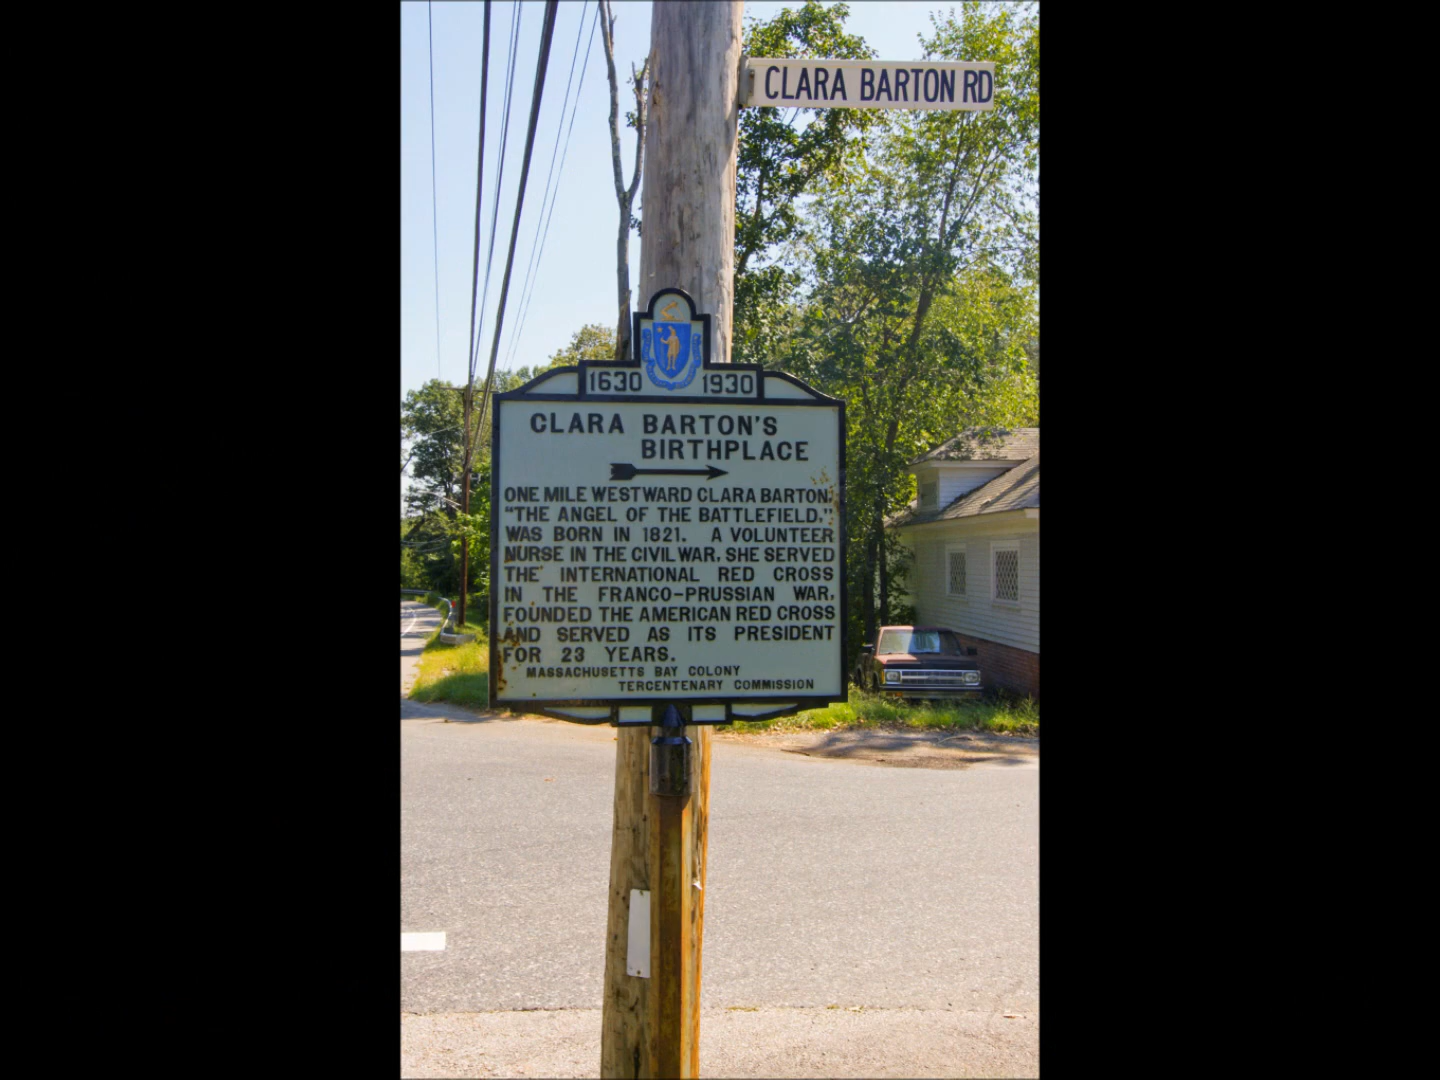 CLARA BARTON RD
1630 1930
CLARA BARTON'S
BIRTHPLACE
ONE MILE WESTWARD CLARA BARTON,
"THE ANGEL OF THE BATTLEFIELD,"
WAS BORN IN 1821. A VOLUNTEER
NURSE IN THE CIVIL WAR, SHE SERVED
THE INTERNATIONAL RED CROSS
IN THE FRANCO-PRUSSIAN WAR,
FOUNDED THE AMERICAN RED CROSS
AND SERVED AS ITS PRESIDENT
FOR 23 YEARS.
MASSACHUSETTS BAY COLONY
TERCENTENARY COMMISSION